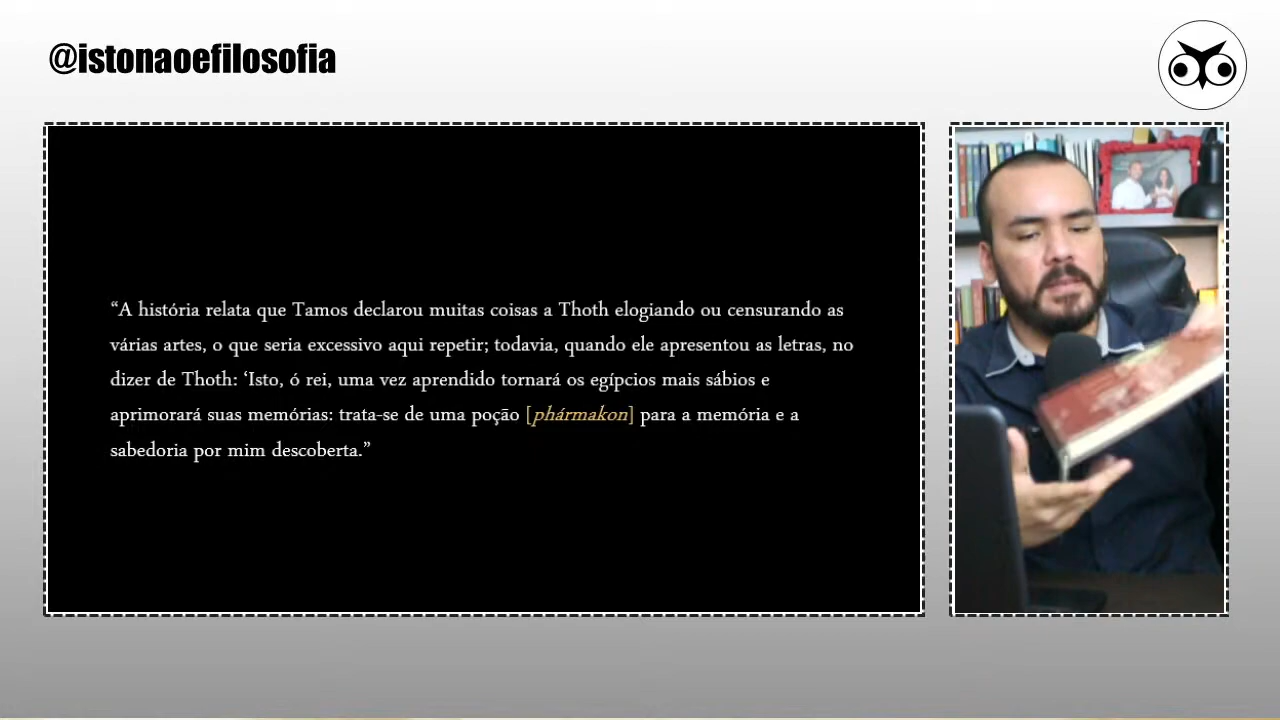 @istonaoefilosofia
“A história relata que Tamos declarou muitas coisas a Thoth elogiando ou censurando as
várias artes, o que seria excessivo aqui repetir; todavia, quando ele apresentou as letras, no
dizer de Thoth: ‘Isto, ó rei, uma vez aprendido tornará os egípcios mais sábios e
aprimorará suas memórias: trata-se de uma poção [phármakon] para a memória e a
sabedoria por mim descoberta.”